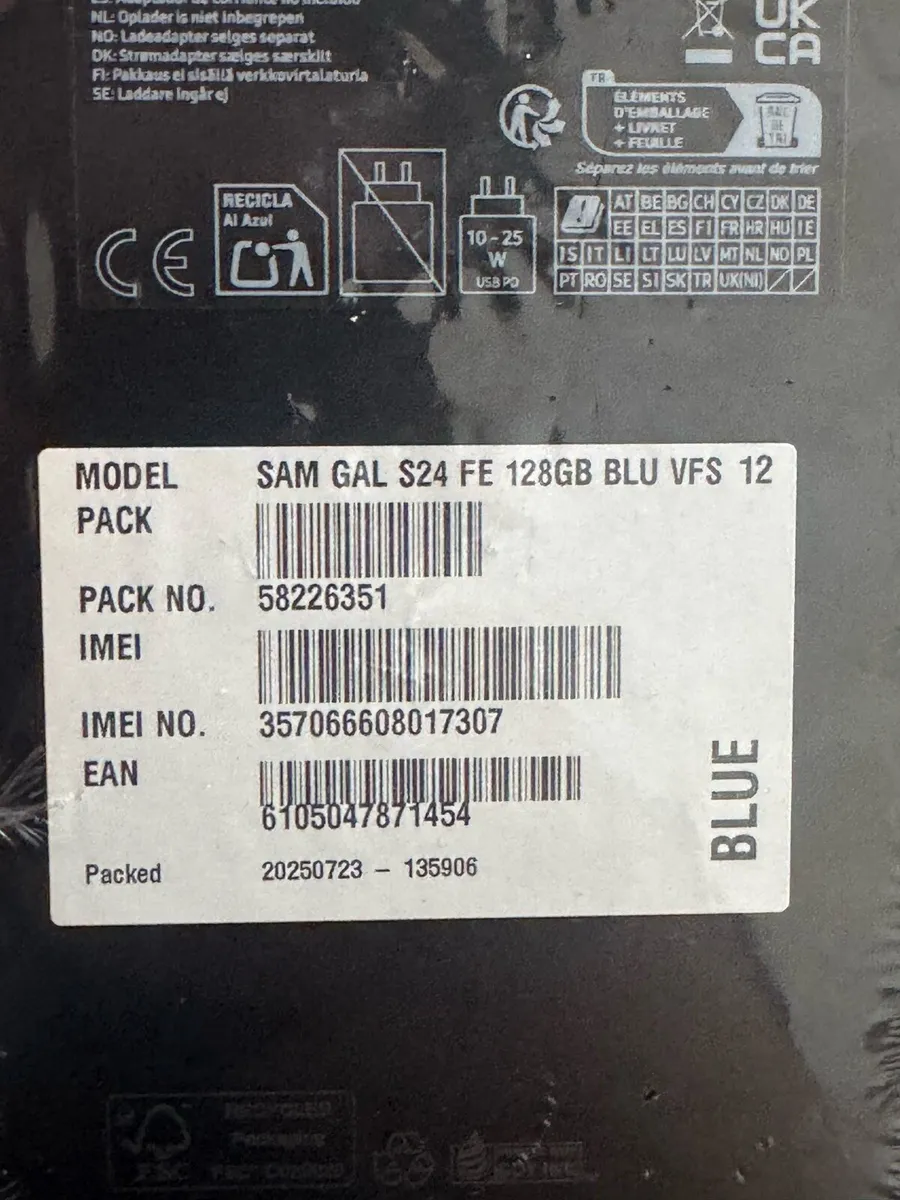 NL: Oplader is niet inbegrepen
NO: Ladeadapter selges separat
DK: Strømadapter sælges særskilt
FI: Pakkaus ei sisällä verkkovirtalaturia
SE: Laddare ingår ej
UK
CA
FR
ÉLÉMENTS
D'EMBALLAGE
+ LIVRET
+ FEUILLE
BAC
DE
TRI
Séparez les éléments avant de trier
CE
RECICLA
Al Azul
10 - 25
W
USB PD
AT BE BG CH CY CZ DK DE
EE EL ES FI FR HR HU IE
IS IT LI LT LU LV MT NL NO PL
PT RO SE SI SK TR UK(NI)
MODEL SAM GAL S24 FE 128GB BLU VFS 12
PACK
PACK NO. 58226351
IMEI
IMEI NO. 357066608017307
EAN
6105047871454
Packed 20250723 – 135906
BLUE
FSC